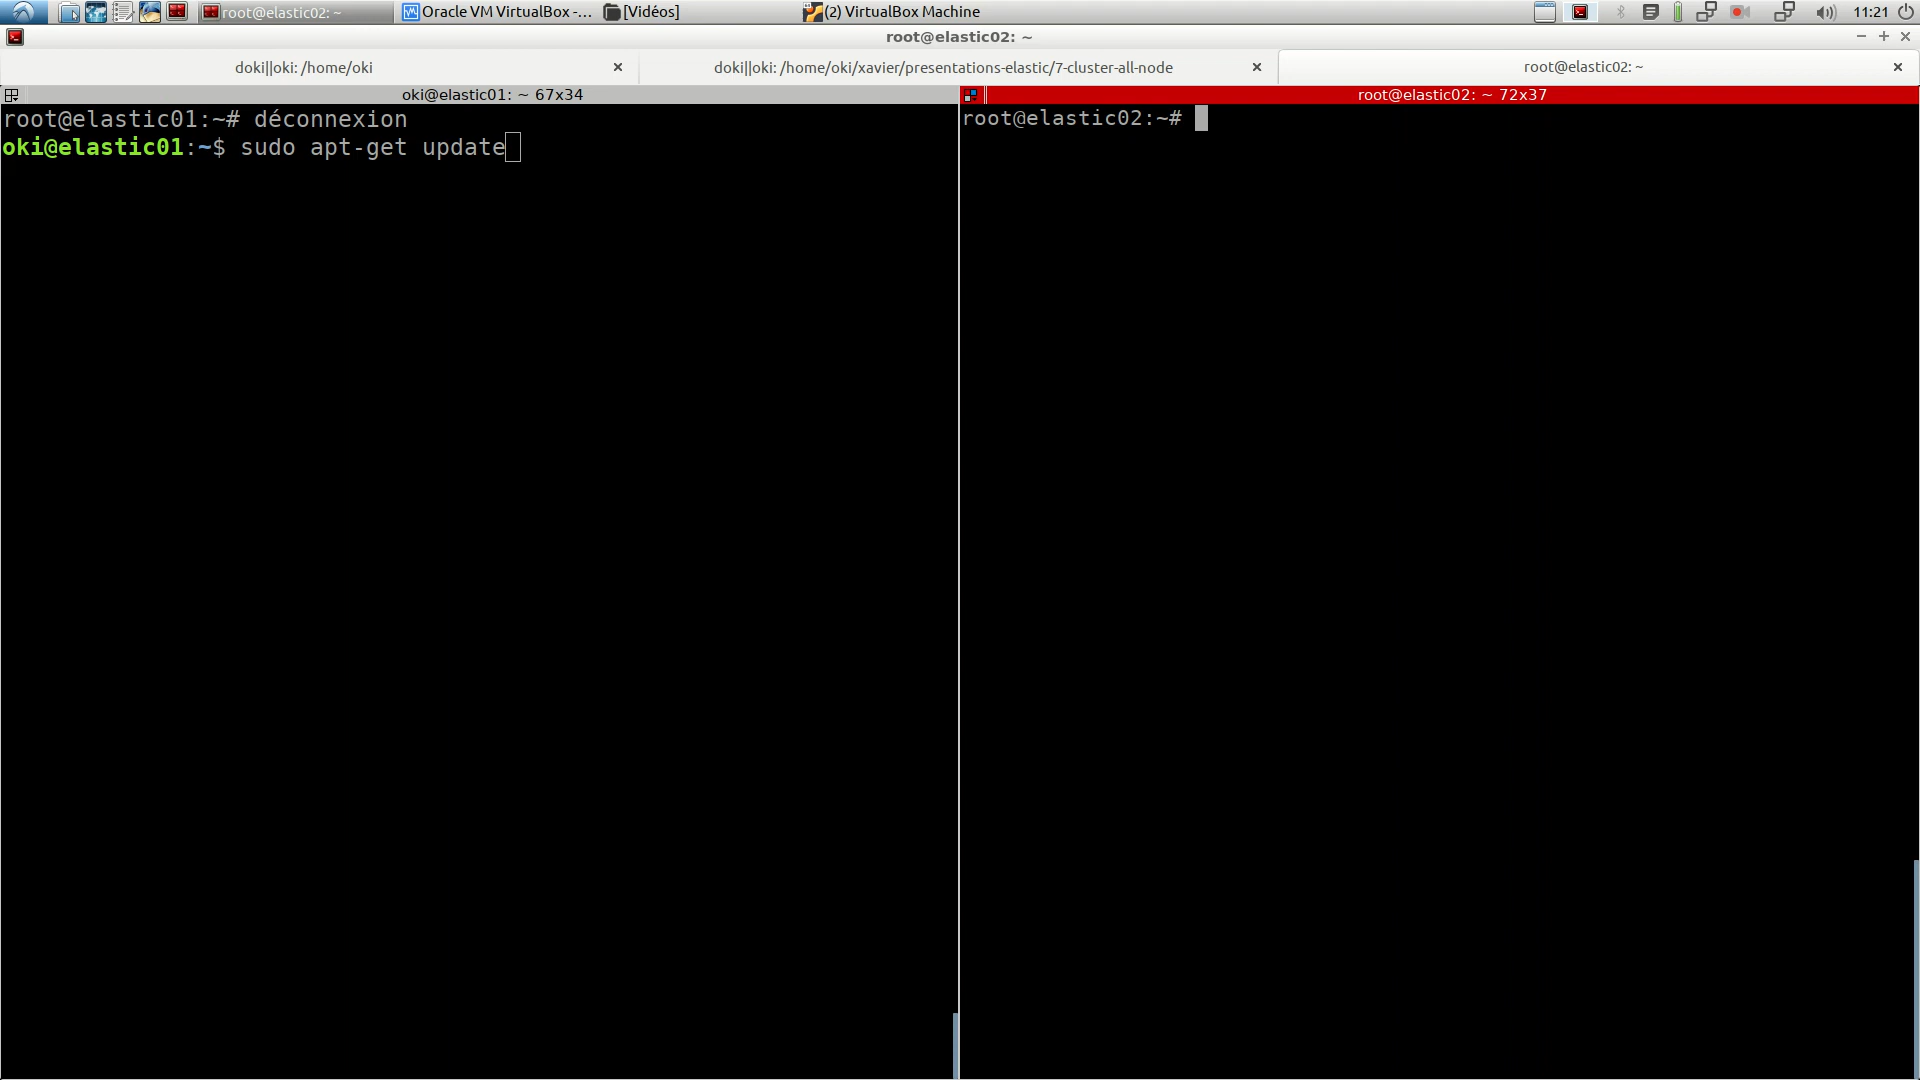 root@elastic02: ~
Oracle VM VirtualBox -...
[Vidéos]
(2) VirtualBox Machine
11:21
root@elastic02: ~
doki||oki: /home/oki
doki||oki: /home/oki/xavier/presentations-elastic/7-cluster-all-node
root@elastic02: ~
oki@elastic01: ~ 67x34
root@elastic01:~# déconnexion
oki@elastic01:~$ sudo apt-get update
root@elastic02: ~ 72x37
root@elastic02:~#